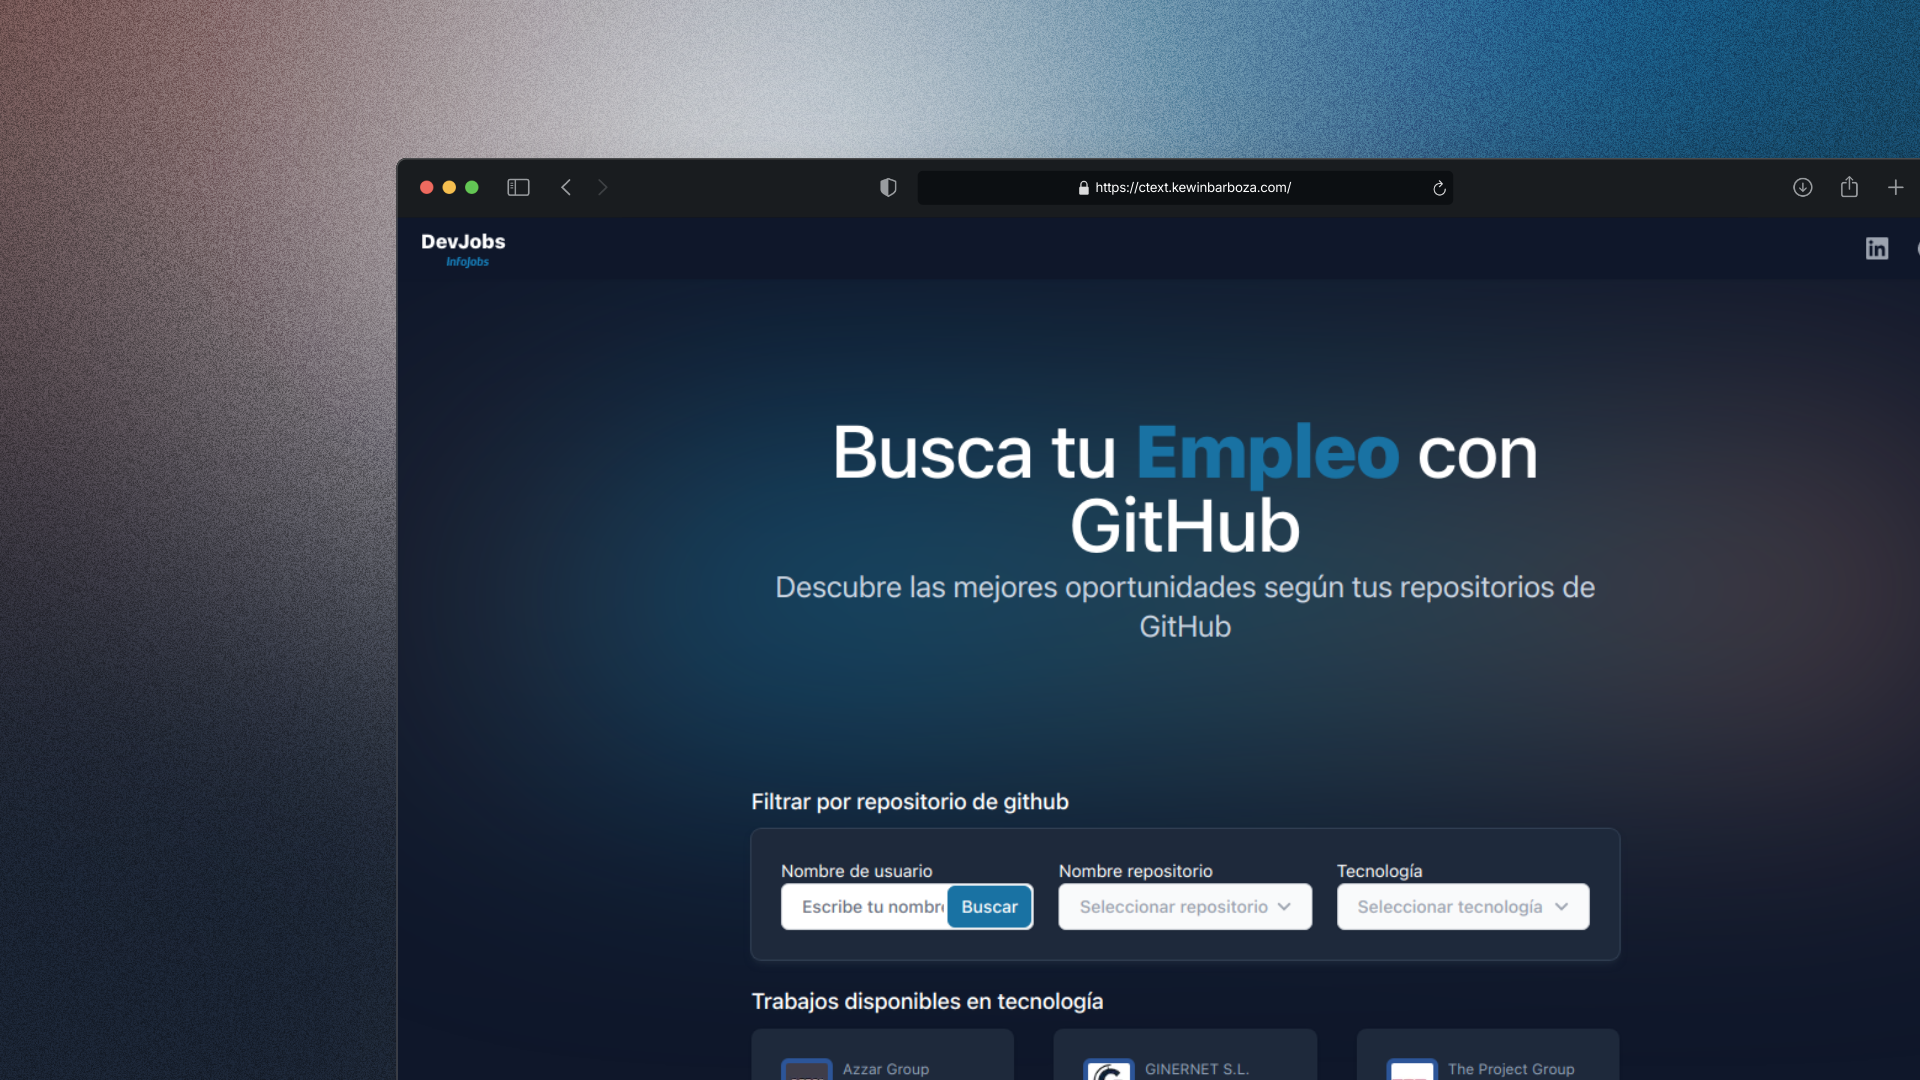 https://ctext.kewinbarboza.com/
DevJobs
InfoJobs
in
Busca tu Empleo con
GitHub
Descubre las mejores oportunidades según tus repositorios de
GitHub
Filtrar por repositorio de github
Nombre de usuario
Nombre repositorio
Tecnología
Escribe tu nombr
Buscar
Seleccionar repositorio
Seleccionar tecnología
Trabajos disponibles en tecnología
Azzar Group
GINERNET S.L.
The Project Group